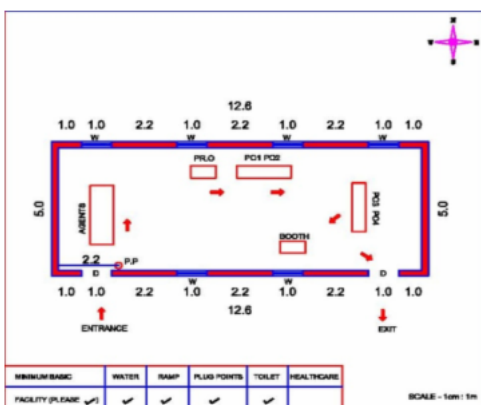 N
W E
S
12.6
1.0 1.0 2.2 1.0 2.2 1.0 2.2 1.0 1.0
W W W W
PRLO PO1 PO2
5.0 AGENTS PO3 PO4 5.0
BOOTH
2.2 P.P
D W W D
1.0 1.0 2.2 1.0 2.2 1.0 2.2 1.0 1.0
12.6
ENTRANCE EXIT
MINIMUM BASIC WATER RAMP PLUG POINTS TOILET HEALTHCARE
FACILITY (PLEASE ✓) ✓ ✓ ✓ ✓
SCALE - 1cm : 1m